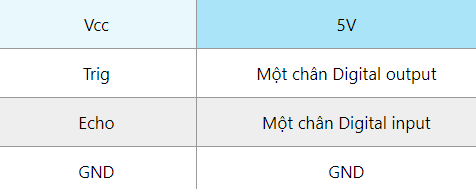 Vcc 5V
Trig Một chân Digital output
Echo Một chân Digital input
GND GND